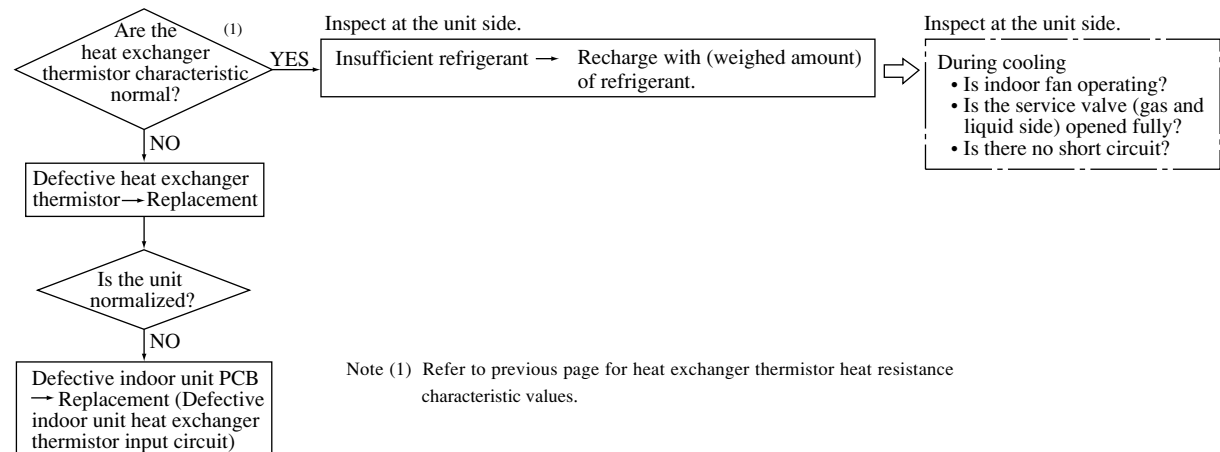 Are the
heat exchanger
thermistor characteristic
normal?
(1)
YES
Inspect at the unit side.
Insufficient refrigerant → Recharge with (weighed amount)
of refrigerant.
Inspect at the unit side.
During cooling
• Is indoor fan operating?
• Is the service valve (gas and
liquid side) opened fully?
• Is there no short circuit?
NO
Defective heat exchanger
thermistor → Replacement
Is the unit
normalized?
NO
Defective indoor unit PCB
→ Replacement (Defective
indoor unit heat exchanger
thermistor input circuit)
Note (1) Refer to previous page for heat exchanger thermistor heat resistance
characteristic values.